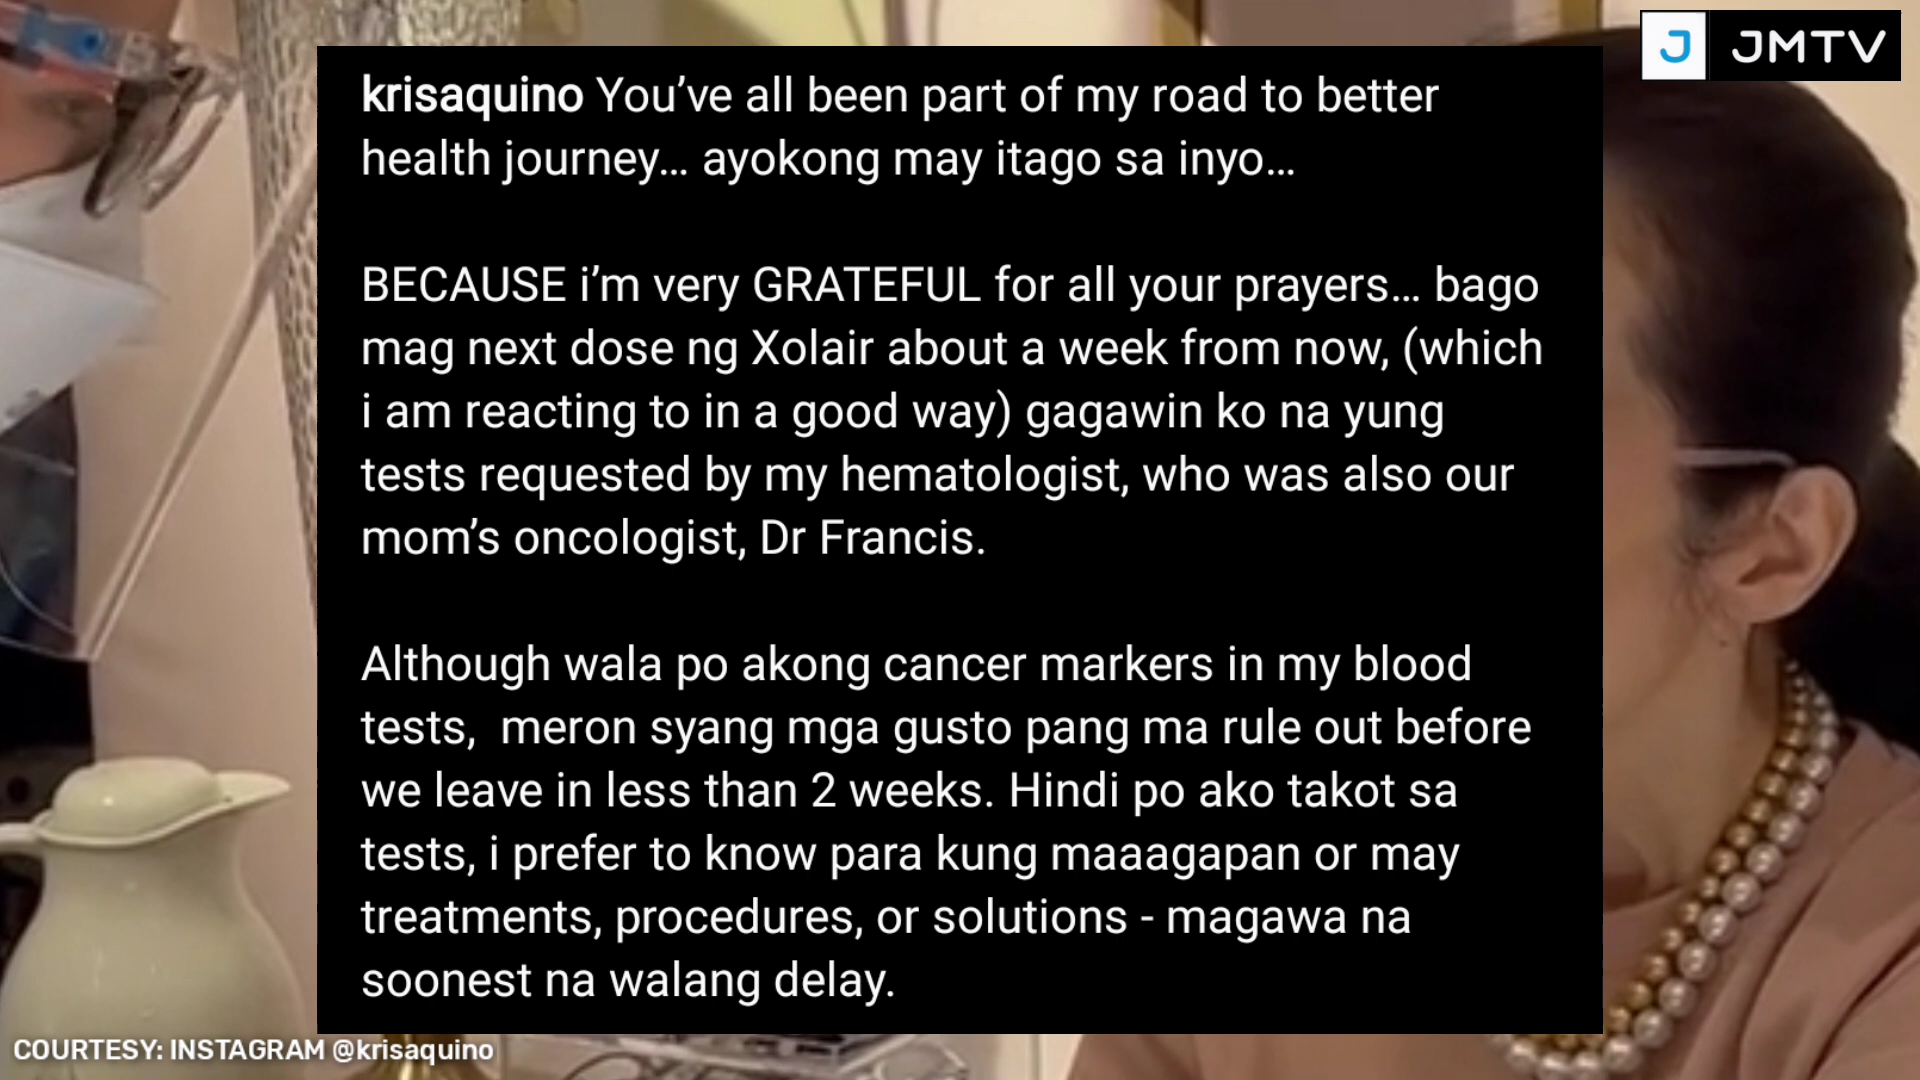 J JMTV
krisaquino You’ve all been part of my road to better
health journey… ayokong may itago sa inyo…
BECAUSE i’m very GRATEFUL for all your prayers… bago
mag next dose ng Xolair about a week from now, (which
i am reacting to in a good way) gagawin ko na yung
tests requested by my hematologist, who was also our
mom’s oncologist, Dr Francis.
Although wala po akong cancer markers in my blood
tests,  meron syang mga gusto pang ma rule out before
we leave in less than 2 weeks. Hindi po ako takot sa
tests, i prefer to know para kung maaagapan or may
treatments, procedures, or solutions - magawa na
soonest na walang delay.
COURTESY: INSTAGRAM @krisaquino